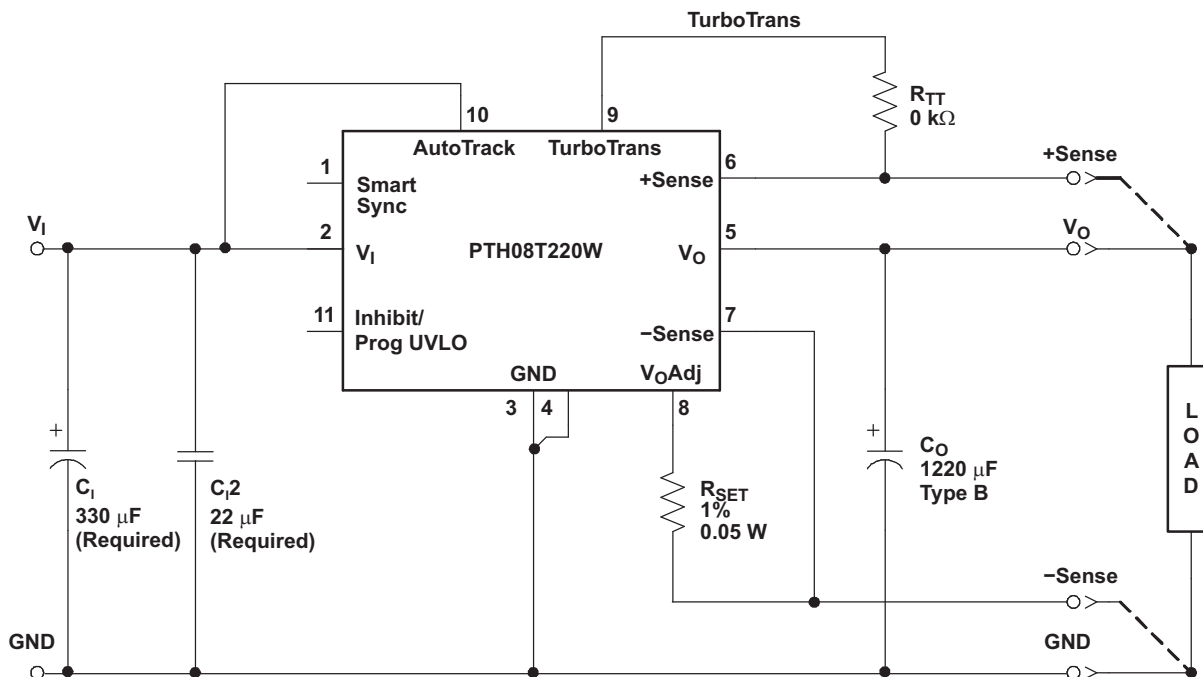 TurboTrans
R_TT
0 kΩ
10
9
AutoTrack
TurboTrans
1
Smart
Sync
6
+Sense
+Sense
V_I
2
V_I
PTH08T220W
V_O
5
V_O
11
Inhibit/
Prog UVLO
7
−Sense
GND
V_OAdj
3
4
8
+
C_I
330 μF
(Required)
C_I2
22 μF
(Required)
R_SET
1%
0.05 W
+
C_O
1220 μF
Type B
LOAD
−Sense
GND
GND